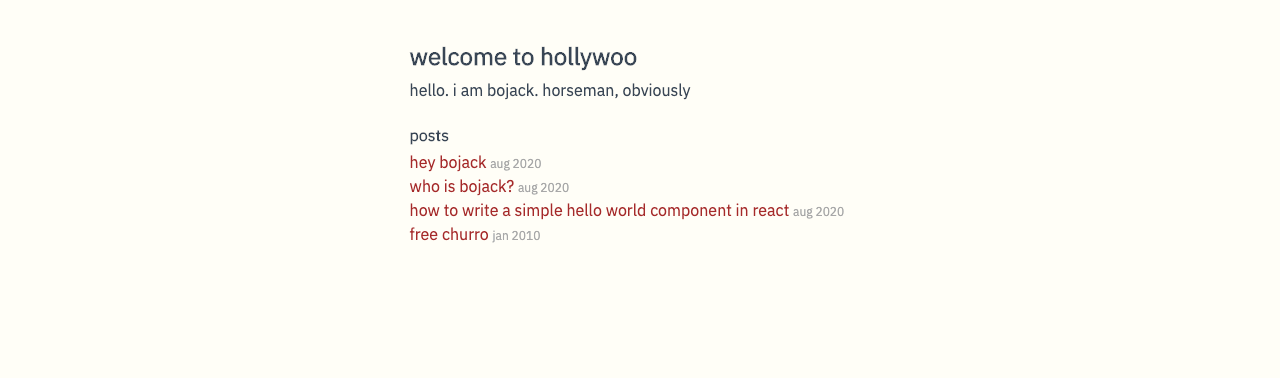 welcome to hollywoo
hello. i am bojack. horseman, obviously
posts
hey bojack aug 2020
who is bojack? aug 2020
how to write a simple hello world component in react aug 2020
free churro jan 2010